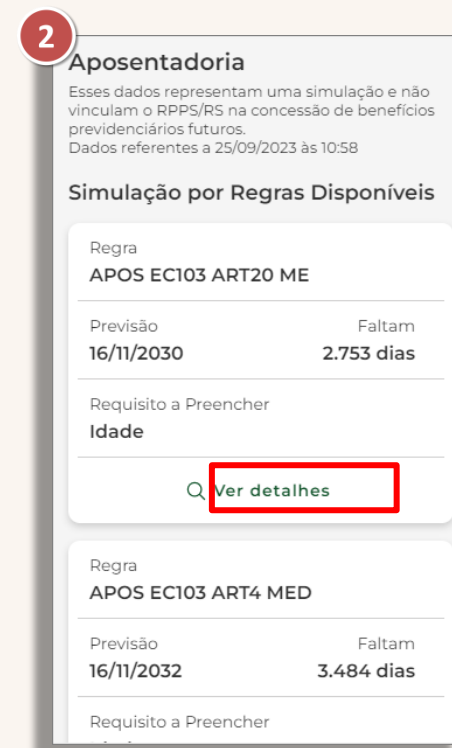 2
Aposentadoria
Esses dados representam uma simulação e não
vinculam o RPPS/RS na concessão de benefícios
previdenciários futuros.
Dados referentes a 25/09/2023 às 10:58
Simulação por Regras Disponíveis
Regra
APOS EC103 ART20 ME
Previsão Faltam
16/11/2030 2.753 dias
Requisito a Preencher
Idade
Ver detalhes
Regra
APOS EC103 ART4 MED
Previsão Faltam
16/11/2032 3.484 dias
Requisito a Preencher